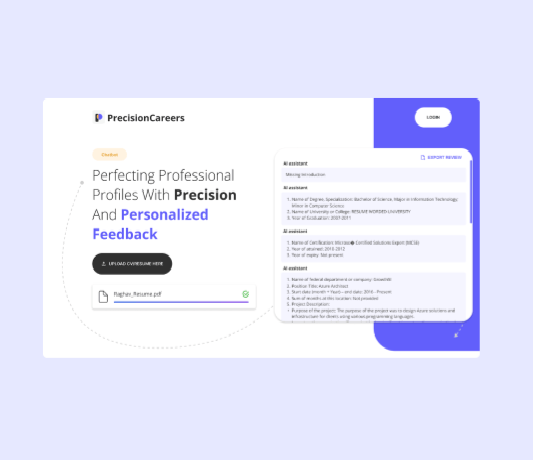 PrecisionCareers
LOGIN
Chatbot
Perfecting Professional
Profiles With Precision
And Personalized
Feedback
UPLOAD CV/RESUME HERE
Raghav_Resume.pdf
EXPORT REVIEW
AI assistant
Missing Introduction
AI assistant
1. Name of Degree, Specialization: Bachelor of Science, Major in Information Technology,
Minor in Computer Science
2. Name of University or College: RESUME WORDED UNIVERSITY
3. Year of Graduation: 2007-2011
AI assistant
1. Name of Certification: Microsoft Certified Solutions Expert (MCSE)
2. Year of attained: 2010-2012
3. Year of expiry: Not present
AI assistant
1. Name of federal department or company: Growthsi
2. Position Title: Azure Architect
3. Start date (month + Year) - end date: 2016 - Present
4. Sum of months at this location: Not provided
5. Project Description:
Purpose of the project: The purpose of the project was to design Azure solutions and
infrastructure for clients using various programming languages.